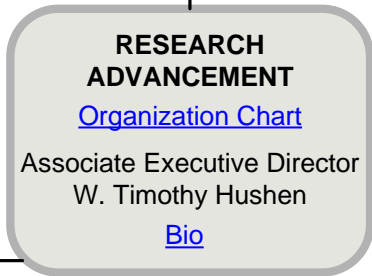 RESEARCH
ADVANCEMENT
Organization Chart
Associate Executive Director
W. Timothy Hushen
Bio